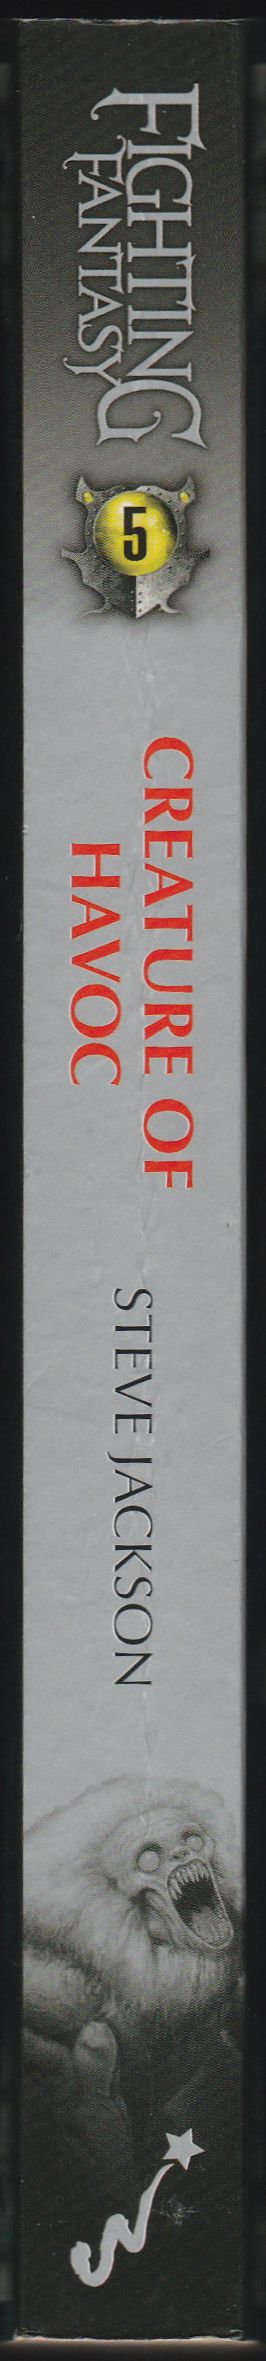 FIGHTING
FANTASY
5
CREATURE OF
HAVOC
STEVE JACKSON